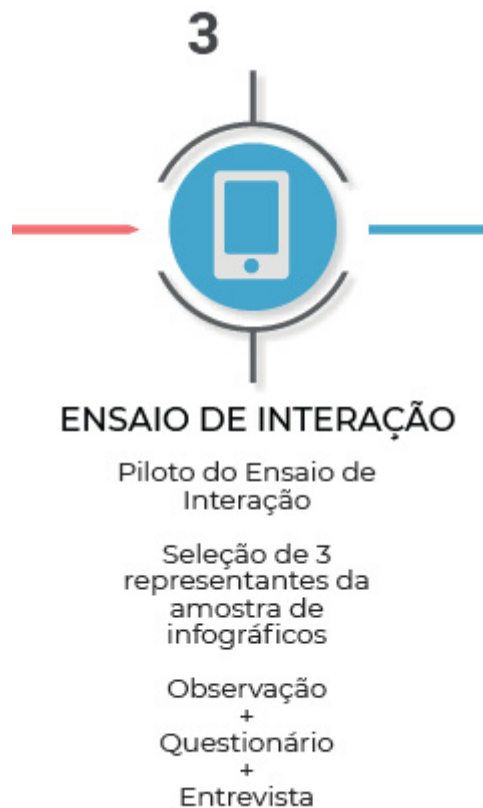 3
ENSAIO DE INTERAÇÃO
Piloto do Ensaio de
Interação
Seleção de 3
representantes da
amostra de
infográficos
Observação
+
Questionário
+
Entrevista